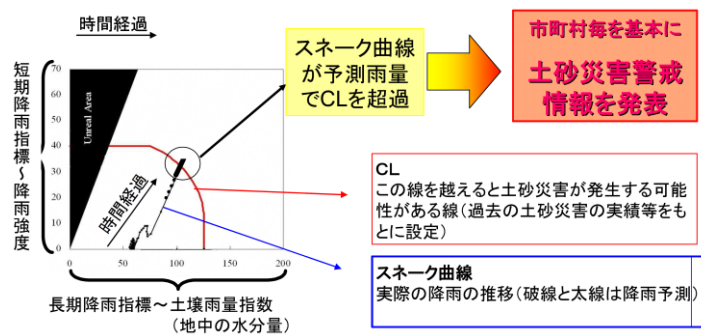 時間経過
短期降雨指標～降雨強度
70
60
50
40
30
20
10
0
Unreal Area
時間経過
0
50
100
150
200
長期降雨指標～土壌雨量指数
(地中の水分量)
スネーク曲線
が予測雨量
でCLを超過
市町村毎を基本に
土砂災害警戒
情報を発表
CL
この線を越えると土砂災害が発生する可能
性がある線(過去の土砂災害の実績等をも
とに設定)
スネーク曲線
実際の降雨の推移(破線と太線は降雨予測)